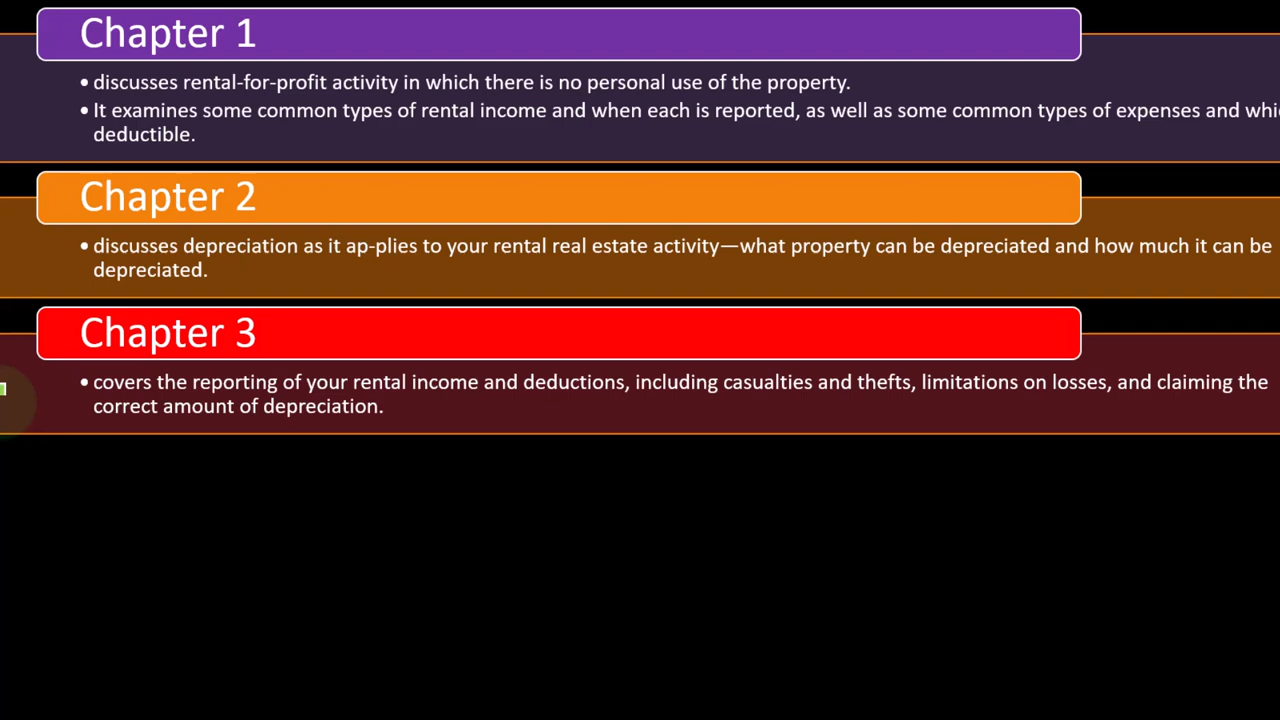 Chapter 1
• discusses rental-for-profit activity in which there is no personal use of the property.
• It examines some common types of rental income and when each is reported, as well as some common types of expenses and
deductible.
Chapter 2
• discusses depreciation as it ap-plies to your rental real estate activity—what property can be depreciated and how much it can be
depreciated.
Chapter 3
• covers the reporting of your rental income and deductions, including casualties and thefts, limitations on losses, and claiming the
correct amount of depreciation.